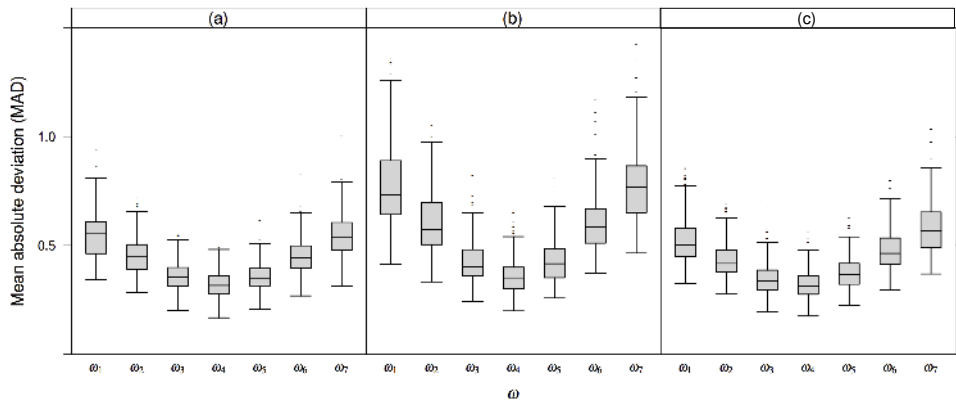 (a) (b) (c)
Mean absolute deviation (MAD)
1.0
0.5
ω₁ ω₂ ω₃ ω₄ ω₅ ω₆ ω₇ ω₁ ω₂ ω₃ ω₄ ω₅ ω₆ ω₇ ω₁ ω₂ ω₃ ω₄ ω₅ ω₆ ω₇
ω